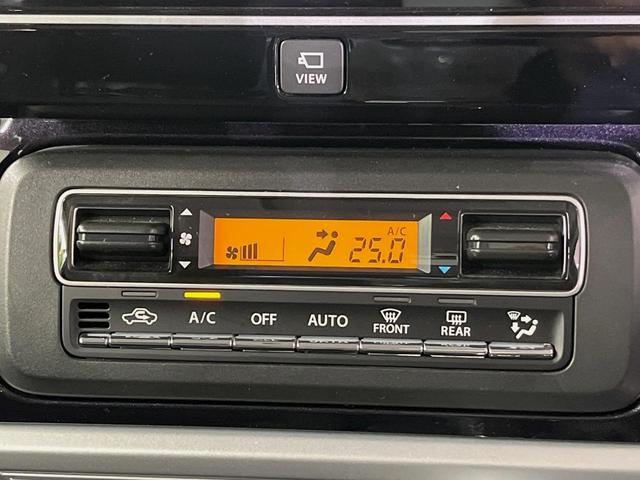 VIEW
A/C
25.0
A/C OFF AUTO FRONT REAR